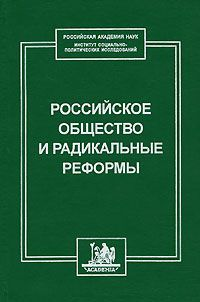 РОССИЙСКАЯ АКАДЕМИЯ НАУК
ИНСТИТУТ СОЦИАЛЬНО-
ПОЛИТИЧЕСКИХ ИССЛЕДОВАНИЙ
РОССИЙСКОЕ
ОБЩЕСТВО
И РАДИКАЛЬНЫЕ
РЕФОРМЫ
ACADEMIA